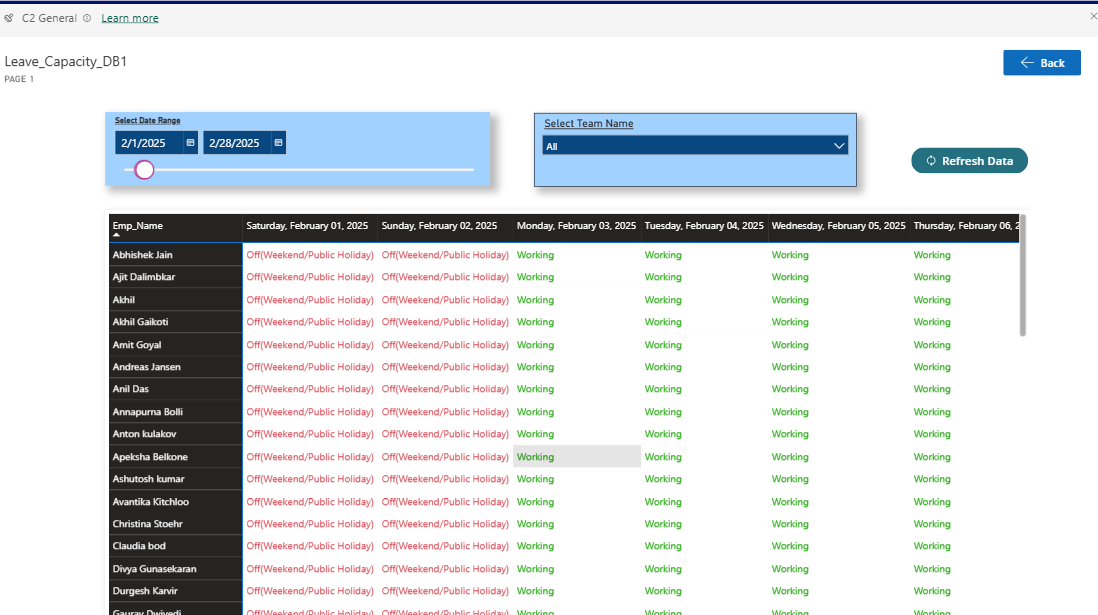 C2 General Learn more
Leave_Capacity_DB1
PAGE 1
Back
Select Date Range
2/1/2025 2/28/2025
Select Team Name
All
Refresh Data
Emp_Name Saturday, February 01, 2025 Sunday, February 02, 2025 Monday, February 03, 2025 Tuesday, February 04, 2025 Wednesday, February 05, 2025 Thursday, February 06, 2
Abhishek Jain Off(Weekend/Public Holiday) Off(Weekend/Public Holiday) Working Working Working Working
Ajit Dalimbkar Off(Weekend/Public Holiday) Off(Weekend/Public Holiday) Working Working Working Working
Akhil Off(Weekend/Public Holiday) Off(Weekend/Public Holiday) Working Working Working Working
Akhil Gaikoti Off(Weekend/Public Holiday) Off(Weekend/Public Holiday) Working Working Working Working
Amit Goyal Off(Weekend/Public Holiday) Off(Weekend/Public Holiday) Working Working Working Working
Andreas Jansen Off(Weekend/Public Holiday) Off(Weekend/Public Holiday) Working Working Working Working
Anil Das Off(Weekend/Public Holiday) Off(Weekend/Public Holiday) Working Working Working Working
Annapurna Bolli Off(Weekend/Public Holiday) Off(Weekend/Public Holiday) Working Working Working Working
Anton kulakov Off(Weekend/Public Holiday) Off(Weekend/Public Holiday) Working Working Working Working
Apeksha Belkone Off(Weekend/Public Holiday) Off(Weekend/Public Holiday) Working Working Working Working
Ashutosh kumar Off(Weekend/Public Holiday) Off(Weekend/Public Holiday) Working Working Working Working
Avantika Kitchloo Off(Weekend/Public Holiday) Off(Weekend/Public Holiday) Working Working Working Working
Christina Stoehr Off(Weekend/Public Holiday) Off(Weekend/Public Holiday) Working Working Working Working
Claudia bod Off(Weekend/Public Holiday) Off(Weekend/Public Holiday) Working Working Working Working
Divya Gunasekaran Off(Weekend/Public Holiday) Off(Weekend/Public Holiday) Working Working Working Working
Durgesh Karvir Off(Weekend/Public Holiday) Off(Weekend/Public Holiday) Working Working Working Working
Gaurav Dwivedi Off(Weekend/Public Holiday) Off(Weekend/Public Holiday) Working Working Working Working